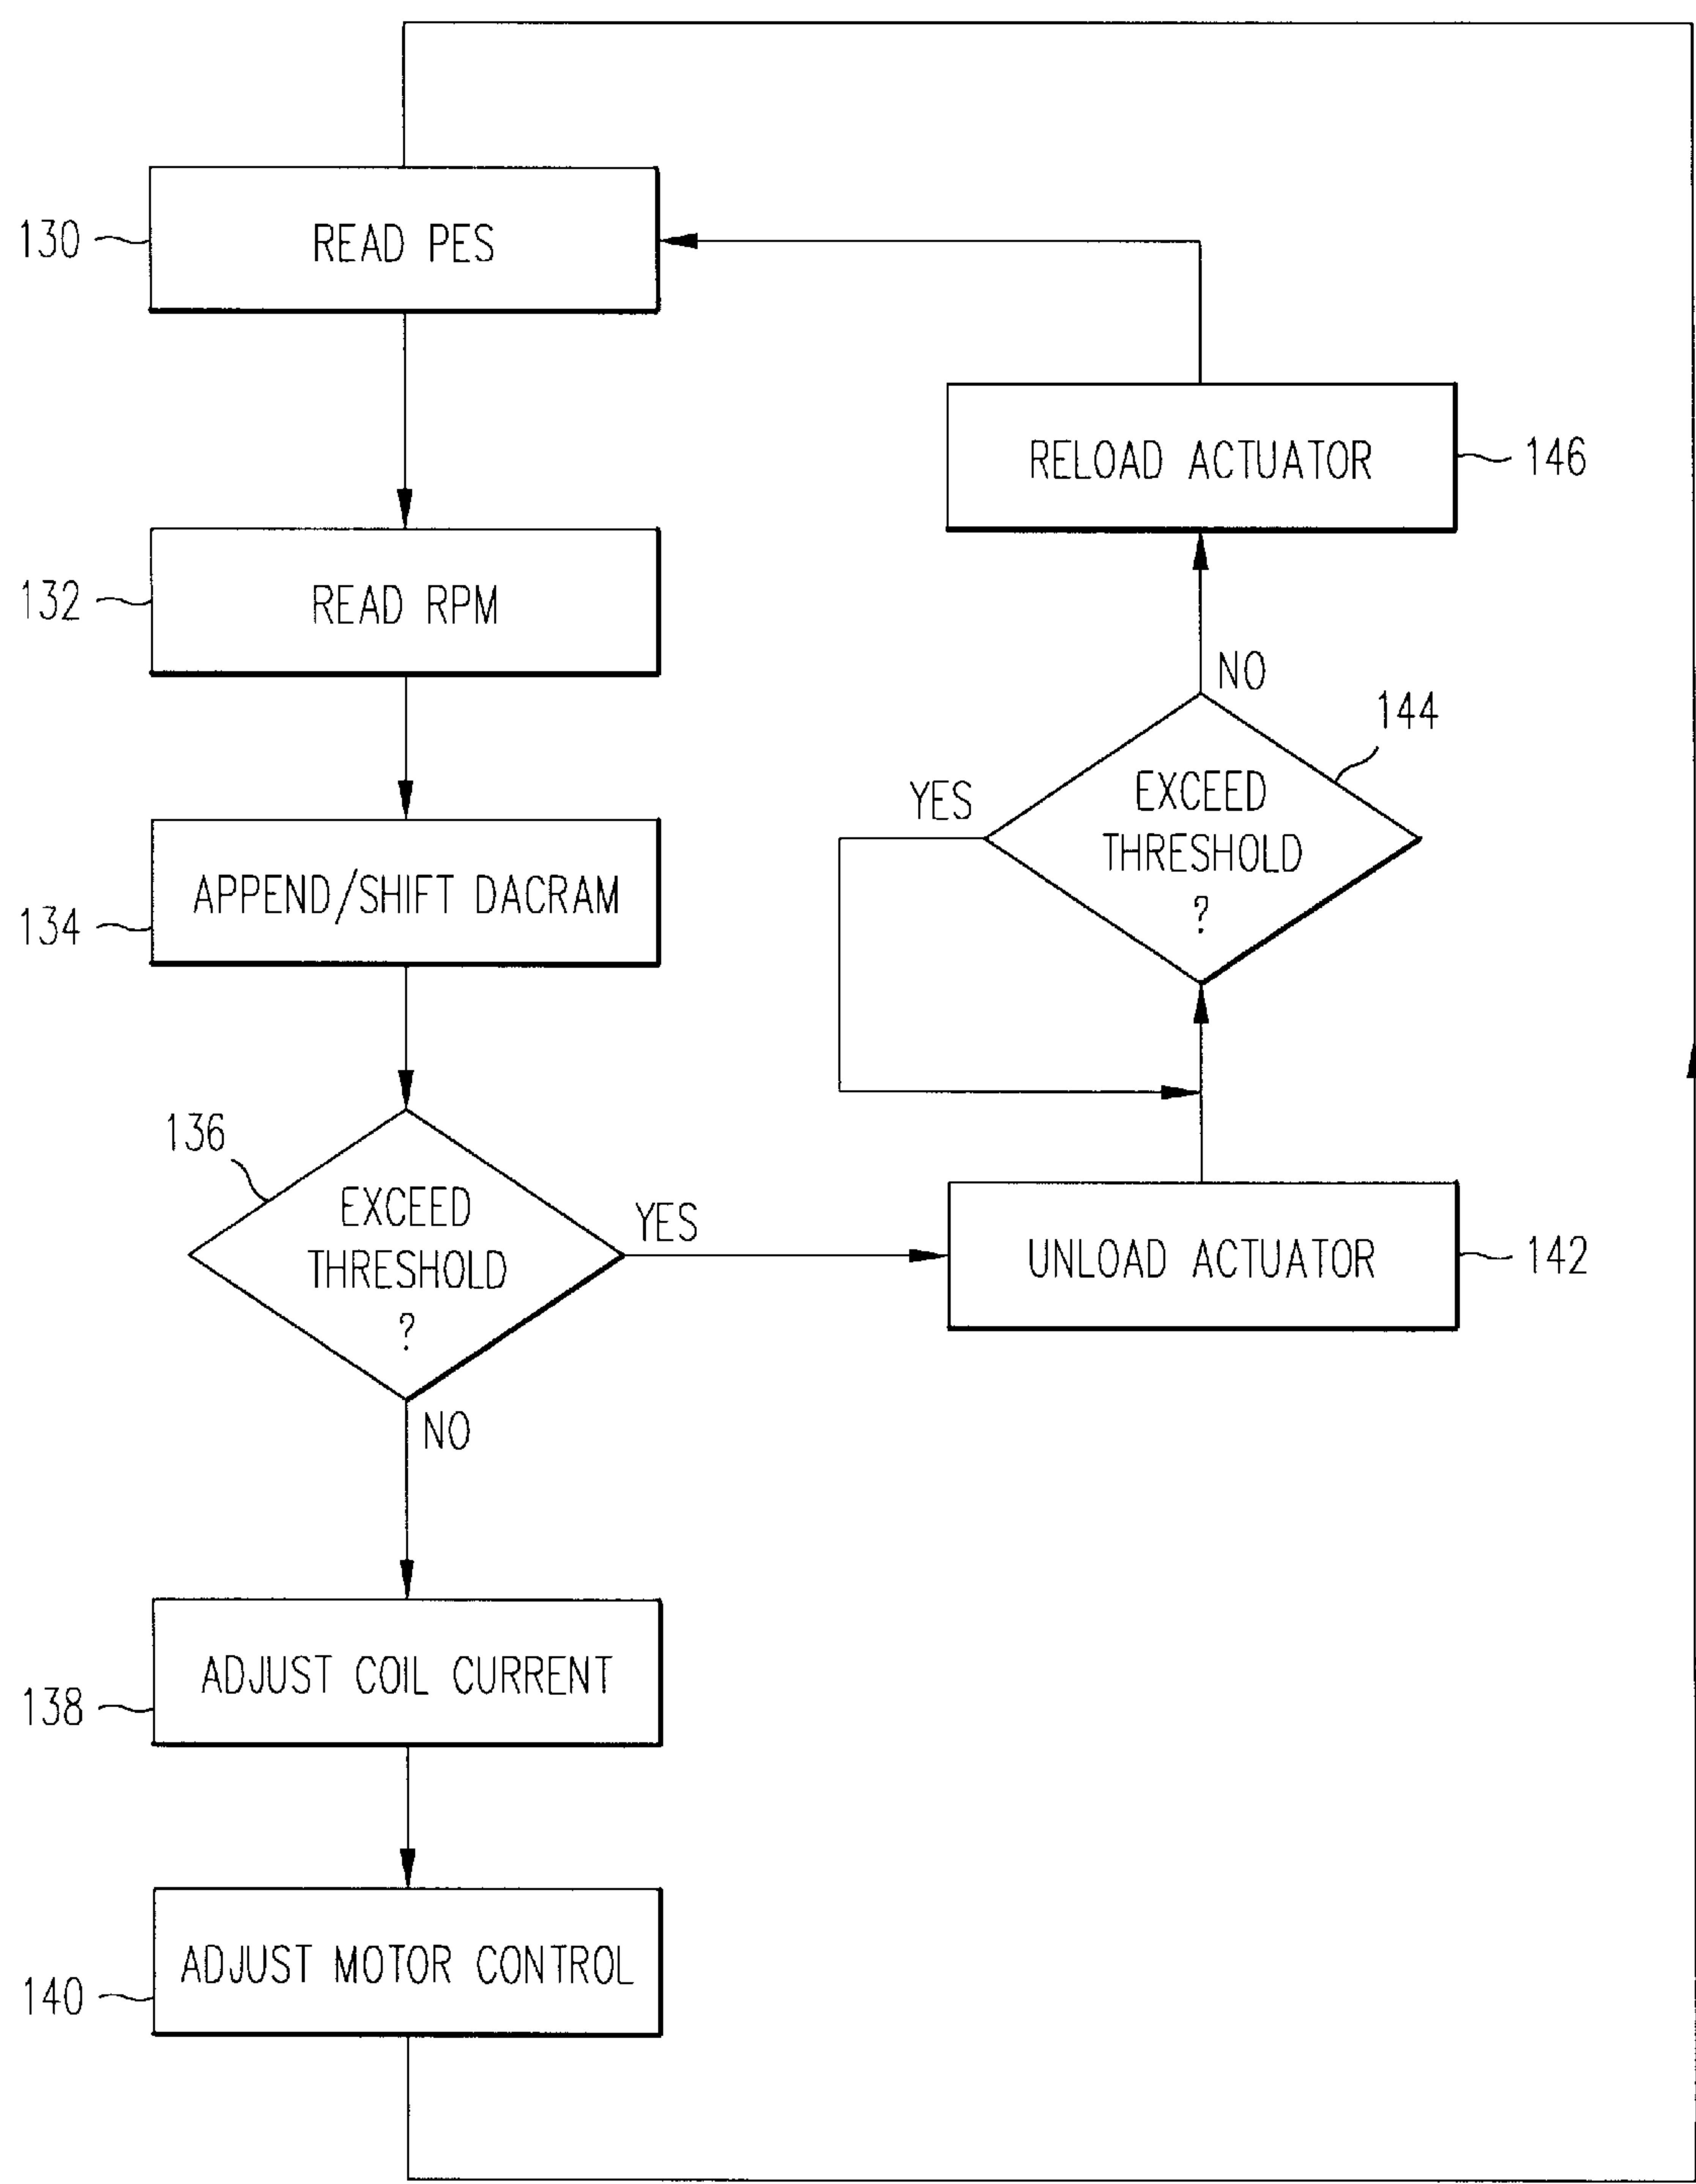 130
READ PES
132
READ RPM
134
APPEND/SHIFT DACRAM
136
EXCEED
THRESHOLD
?
YES
NO
138
ADJUST COIL CURRENT
140
ADJUST MOTOR CONTROL
UNLOAD ACTUATOR
142
EXCEED
THRESHOLD
?
144
YES
NO
RELOAD ACTUATOR
146